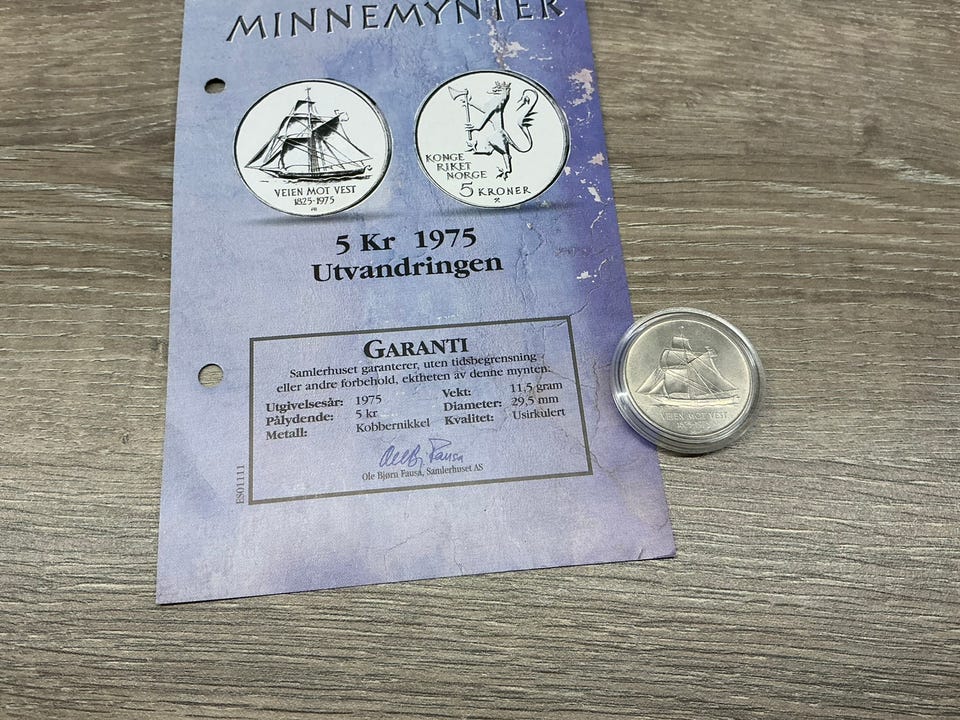 MINNEMYNTER
VEIEN MOT VEST
1825-1975
KONGE
RIKET
NORGE
5 KRONER
5 Kr 1975
Utvandringen
GARANTI
Samlerhuset garanterer, uten tidsbegrensning
eller andre forbehold, ektheten av denne mynten:
Utgivelsesår: 1975 Vekt: 11,5 gram
Pålydende: 5 kr Diameter: 29,5 mm
Metall: Kobbernikkel Kvalitet: Usirkulert
Ole Bjørn Fausa, Samlerhuset AS
ES01111
VEIEN MOT VEST